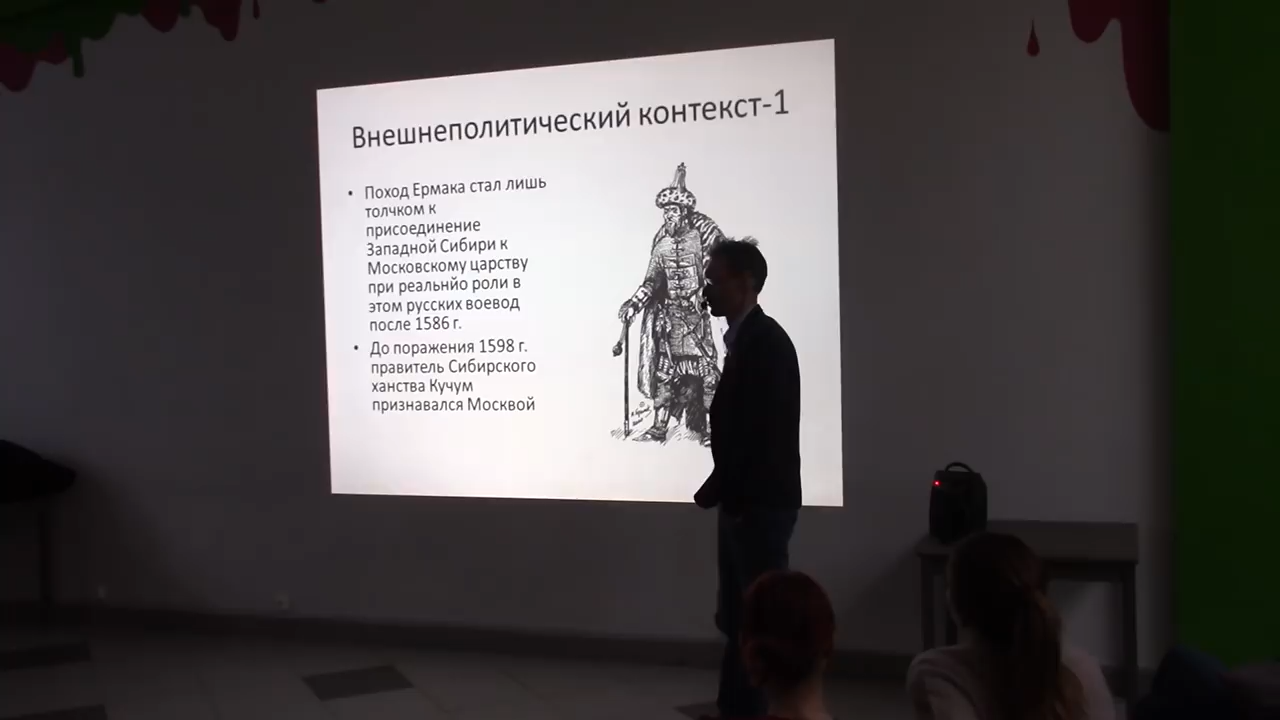 Внешнеполитический контекст-1
• Поход Ермака стал лишь
толчком к
присоединение
Западной Сибири к
Московскому царству
при реальнйо роли в
этом русских воевод
после 1586 г.
• До поражения 1598 г.
правитель Сибирского
ханства Кучум
признавался Москвой